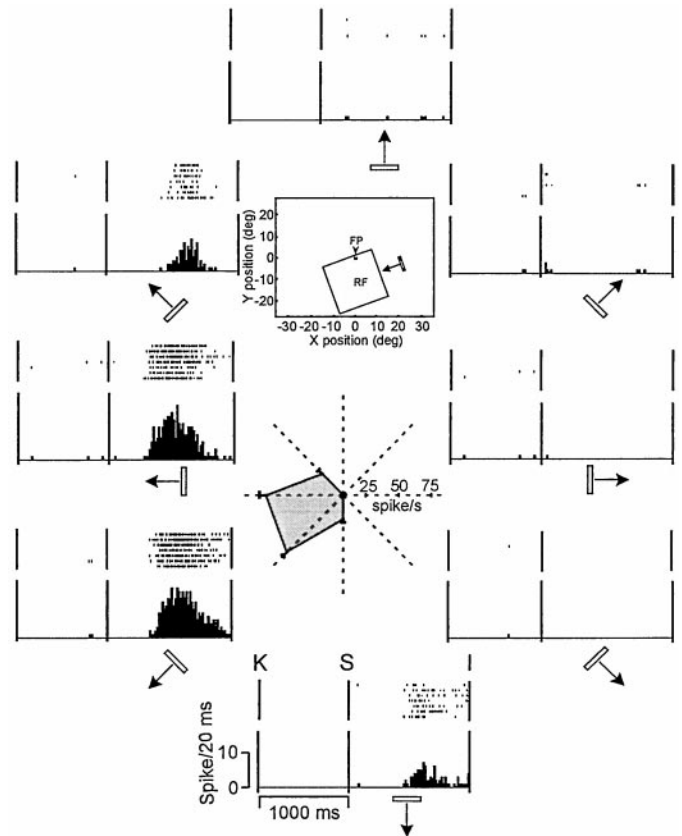 20
10
0
-10
-20
Y position (deg)
FP
RF
-30 -20 -10 0 10 20 30
X position (deg)
25 50 75
spike/s
K S I
10
0
Spike/20 ms
1000 ms